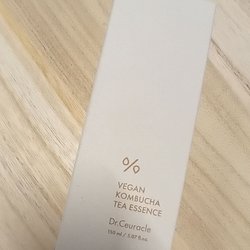 VEGAN
KOMBUCHA
TEA ESSENCE
Dr.Ceuracle
150 ml / 5.07 fl.oz.